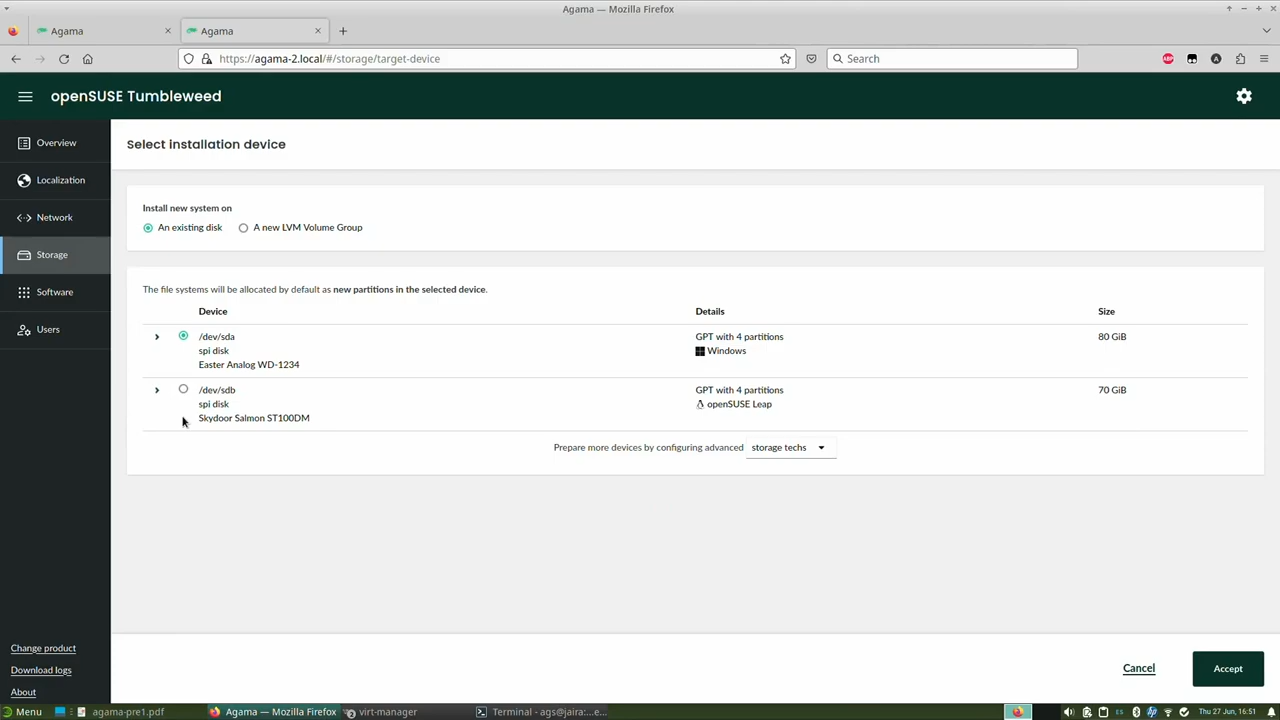 Agama — Mozilla Firefox
Agama
Agama
https://agama-2.local/#/storage/target-device
Search
openSUSE Tumbleweed
Overview
Localization
Network
Storage
Software
Users
Change product
Download logs
About
Select installation device
Install new system on
An existing disk
A new LVM Volume Group
The file systems will be allocated by default as new partitions in the selected device.
Device Details Size
/dev/sda GPT with 4 partitions 80 GiB
spi disk Windows
Easter Analog WD-1234
/dev/sdb GPT with 4 partitions 70 GiB
spi disk openSUSE Leap
Skydoor Salmon ST100DM
Prepare more devices by configuring advanced storage techs
Cancel
Accept
Menu agama-pre1.pdf Agama — Mozilla Firefox virt-manager Terminal - ags@jaira:...e... ES Thu 27 Jun, 16:51